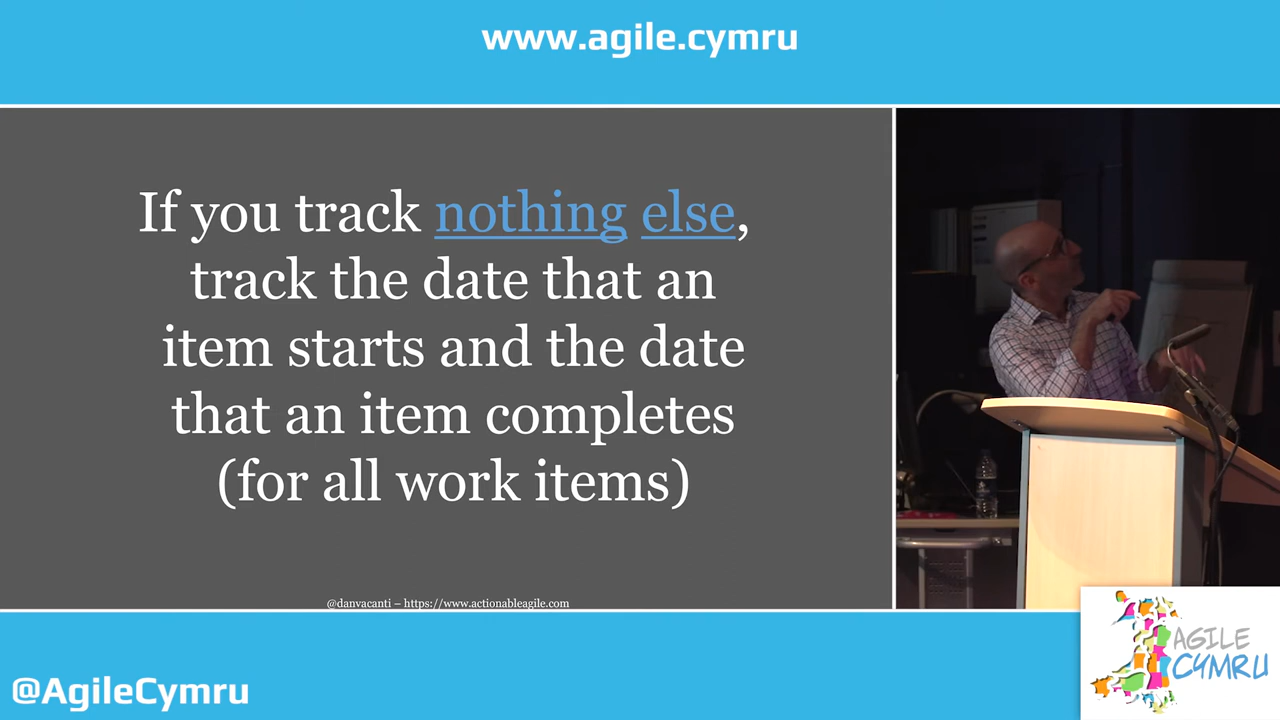 www.agile.cymru
If you track nothing else,
track the date that an
item starts and the date
that an item completes
(for all work items)
@danvacanti – https://www.actionableagile.com
@AgileCymru
AGILE
CYMRU